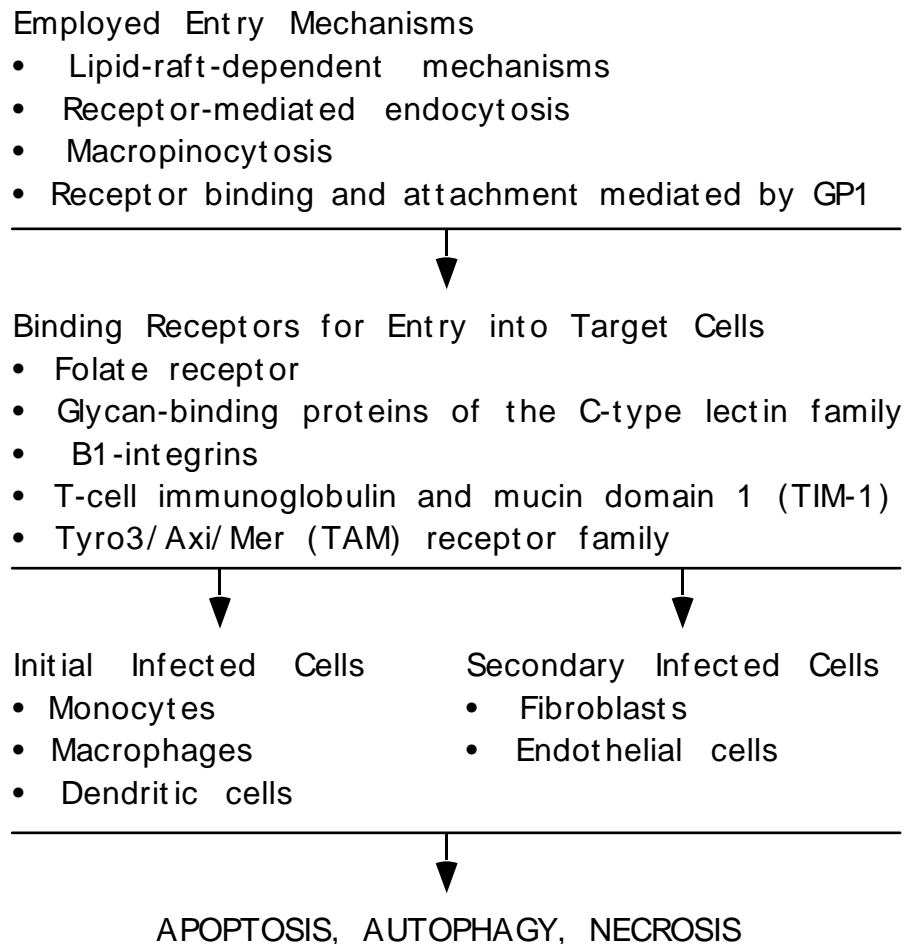 Employed Entry Mechanisms
• Lipid-raft-dependent mechanisms
• Receptor-mediated endocytosis
• Macropinocytosis
• Receptor binding and attachment mediated by GP1
Binding Receptors for Entry into Target Cells
• Folate receptor
• Glycan-binding proteins of the C-type lectin family
• B1-integrins
• T-cell immunoglobulin and mucin domain 1 (TIM-1)
• Tyro3/Axi/Mer (TAM) receptor family
Initial Infected Cells
• Monocytes
• Macrophages
• Dendritic cells
Secondary Infected Cells
• Fibroblasts
• Endothelial cells
APOPTOSIS, AUTOPHAGY, NECROSIS